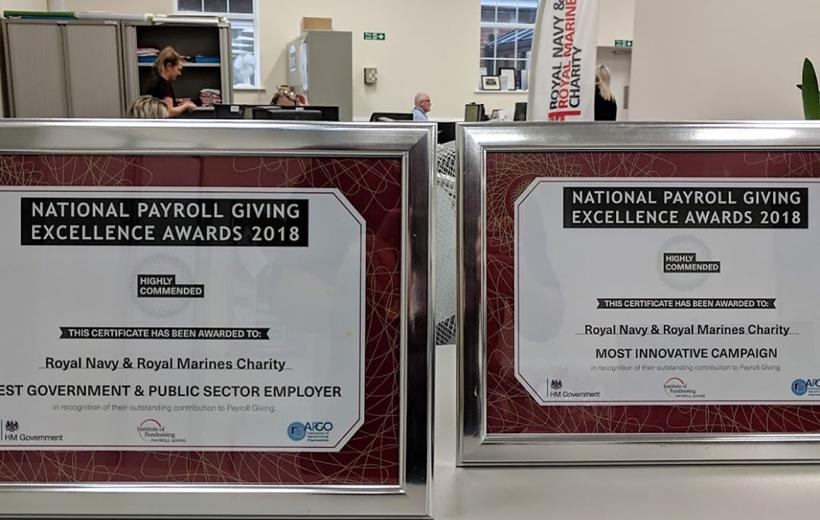 ROYAL NAVY &
ROYAL MARINE
CHARITY
NATIONAL PAYROLL GIVING
EXCELLENCE AWARDS 2018
HIGHLY
COMMENDED
THIS CERTIFICATE HAS BEEN AWARDED TO:
Royal Navy & Royal Marines Charity
EST GOVERNMENT & PUBLIC SECTOR EMPLOYER
in recognition of their outstanding contribution to Payroll Giving.
HM Government
Institute of
Fundraising
PAYROLL GIVING
APGO
NATIONAL PAYROLL GIVING
EXCELLENCE AWARDS 2018
HIGHLY
COMMENDED
THIS CERTIFICATE HAS BEEN AWARDED TO:
Royal Navy & Royal Marines Charity
MOST INNOVATIVE CAMPAIGN
in recognition of their outstanding contribution to Payroll Giving
HM Government
Institute of
Fundraising
PAYROLL GIVING